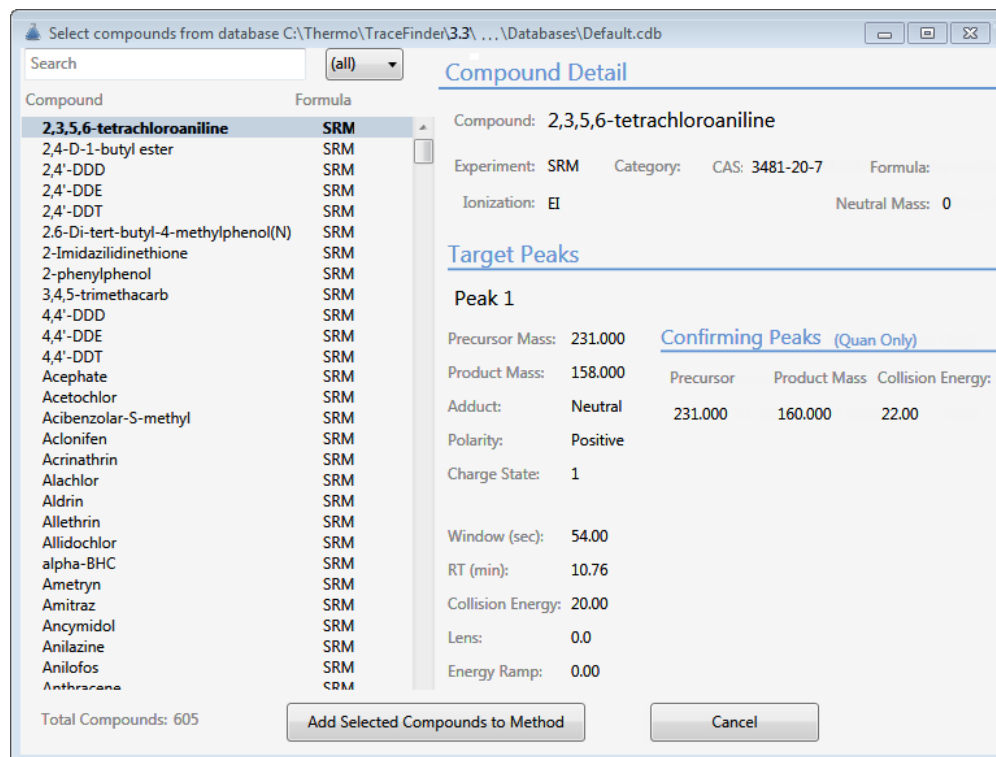 Select compounds from database C:\Thermo\TraceFinder\3.3\ ...\Databases\Default.cdb
Search
(all)
Compound Formula
2,3,5,6-tetrachloroaniline SRM
2,4-D-1-butyl ester SRM
2,4'-DDD SRM
2,4'-DDE SRM
2,4'-DDT SRM
2.6-Di-tert-butyl-4-methylphenol(N) SRM
2-Imidazilidinethione SRM
2-phenylphenol SRM
3,4,5-trimethacarb SRM
4,4'-DDD SRM
4,4'-DDE SRM
4,4'-DDT SRM
Acephate SRM
Acetochlor SRM
Acibenzolar-S-methyl SRM
Aclonifen SRM
Acrinathrin SRM
Alachlor SRM
Aldrin SRM
Allethrin SRM
Allidochlor SRM
alpha-BHC SRM
Ametryn SRM
Amitraz SRM
Ancymidol SRM
Anilazine SRM
Anilofos SRM
Anthracene SRM
Total Compounds: 605
Compound Detail
Compound: 2,3,5,6-tetrachloroaniline
Experiment: SRM Category: CAS: 3481-20-7 Formula:
Ionization: EI Neutral Mass: 0
Target Peaks
Peak 1
Precursor Mass: 231.000
Product Mass: 158.000
Adduct: Neutral
Polarity: Positive
Charge State: 1
Window (sec): 54.00
RT (min): 10.76
Collision Energy: 20.00
Lens: 0.0
Energy Ramp: 0.00
Confirming Peaks (Quan Only)
Precursor Product Mass Collision Energy:
231.000 160.000 22.00
Add Selected Compounds to Method
Cancel